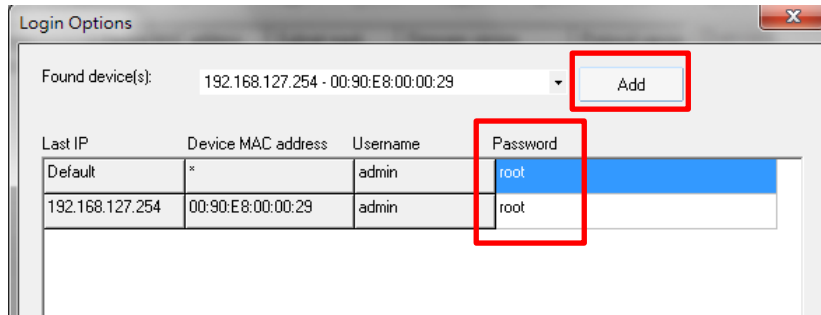 Login Options
Found device(s): 192.168.127.254 - 00:90:E8:00:00:29 Add
Last IP Device MAC address Username Password
Default * admin root
192.168.127.254 00:90:E8:00:00:29 admin root